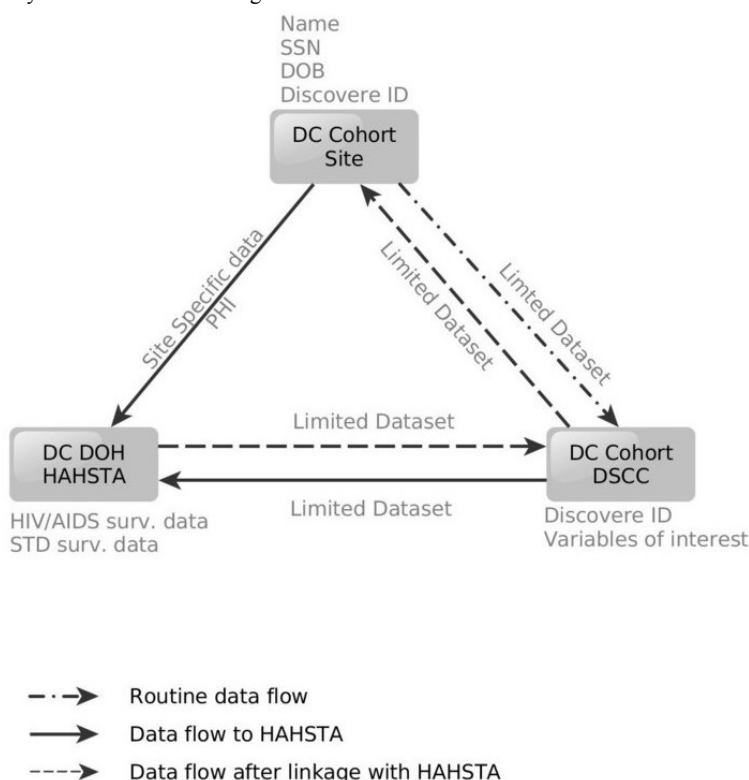 Name
SSN
DOB
Discovere ID
DC Cohort
Site
Site Specific data
PHI
Limited Dataset
Limted Dataset
Limited Dataset
DC DOH
HAHSTA
DC Cohort
DSCC
Limited Dataset
HIV/AIDS surv. data
STD surv. data
Discovere ID
Variables of interest
Routine data flow
Data flow to HAHSTA
Data flow after linkage with HAHSTA